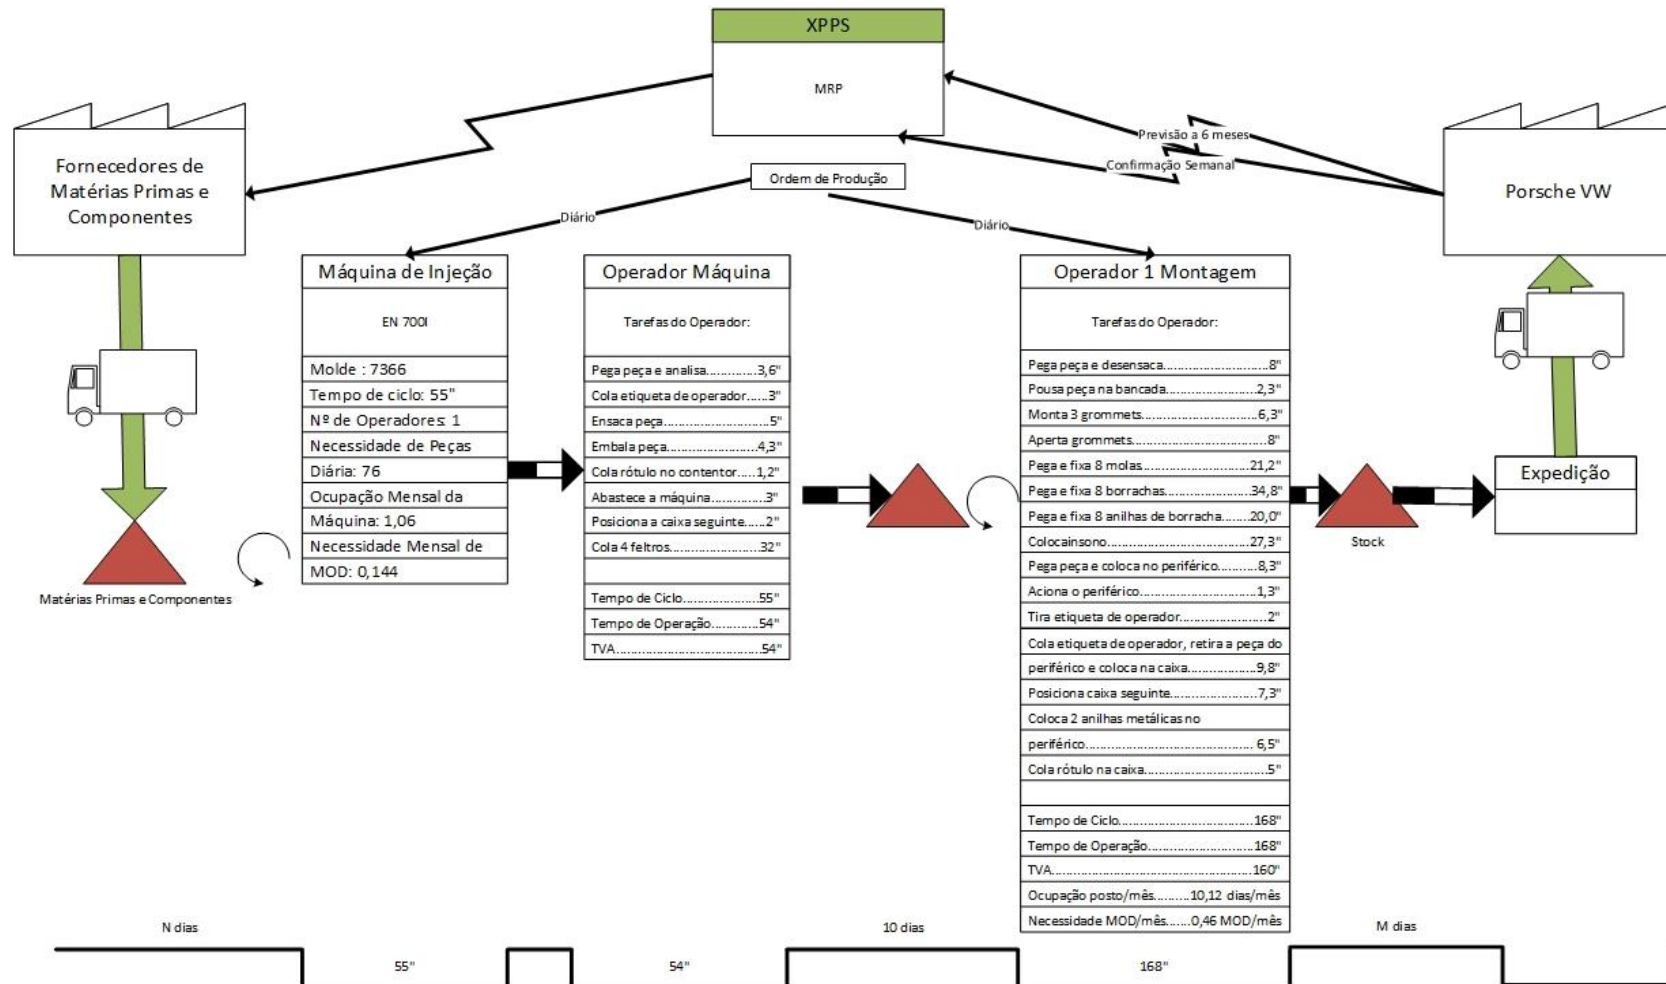 XPPS
MRP
Previsão a 6 meses
Confirmação Semanal
Ordem de Produção
Diário
Diário
Fornecedores de
Matérias Primas e
Componentes
Porsche VW
Matérias Primas e Componentes
Máquina de Injeção
EN 700I
Molde : 7366
Tempo de ciclo: 55"
Nº de Operadores: 1
Necessidade de Peças
Diária: 76
Ocupação Mensal da
Máquina: 1,06
Necessidade Mensal de
MOD: 0,144
Operador Máquina
Tarefas do Operador:
Pega peça e analisa.............3,6"
Cola etiqueta de operador.....3"
Ensaca peça...........................5"
Embala peça.......................4,3"
Cola rótulo no contentor.....1,2"
Abastece a máquina.............3"
Posiciona a caixa seguinte.....2"
Cola 4 feltros.......................32"
Tempo de Ciclo...................55"
Tempo de Operação............54"
TVA.....................................54"
Operador 1 Montagem
Tarefas do Operador:
Pega peça e desensaca.........................8"
Pousa peça na bancada......................2,3"
Monta 3 grommets............................6,3"
Aperta grommets.................................8"
Pega e fixa 8 molas...........................21,2"
Pega e fixa 8 borrachas.....................34,8"
Pega e fixa 8 anilhas de borracha.......20,0"
Coloca insono....................................27,3"
Pega peça e coloca no periférico..........8,3"
Aciona o periférico.............................1,3"
Tira etiqueta de operador.....................2"
Cola etiqueta de operador, retira a peça do
periférico e coloca na caixa.................9,8"
Posiciona caixa seguinte.....................7,3"
Coloca 2 anilhas metálicas no
periférico.......................................... 6,5"
Cola rótulo na caixa..............................5"
Tempo de Ciclo.................................168"
Tempo de Operação..........................168"
TVA..................................................160"
Ocupação posto/mês.........10,12 dias/mês
Necessidade MOD/mês.......0,46 MOD/mês
Stock
Expedição
N dias
10 dias
M dias
55"
54"
168"